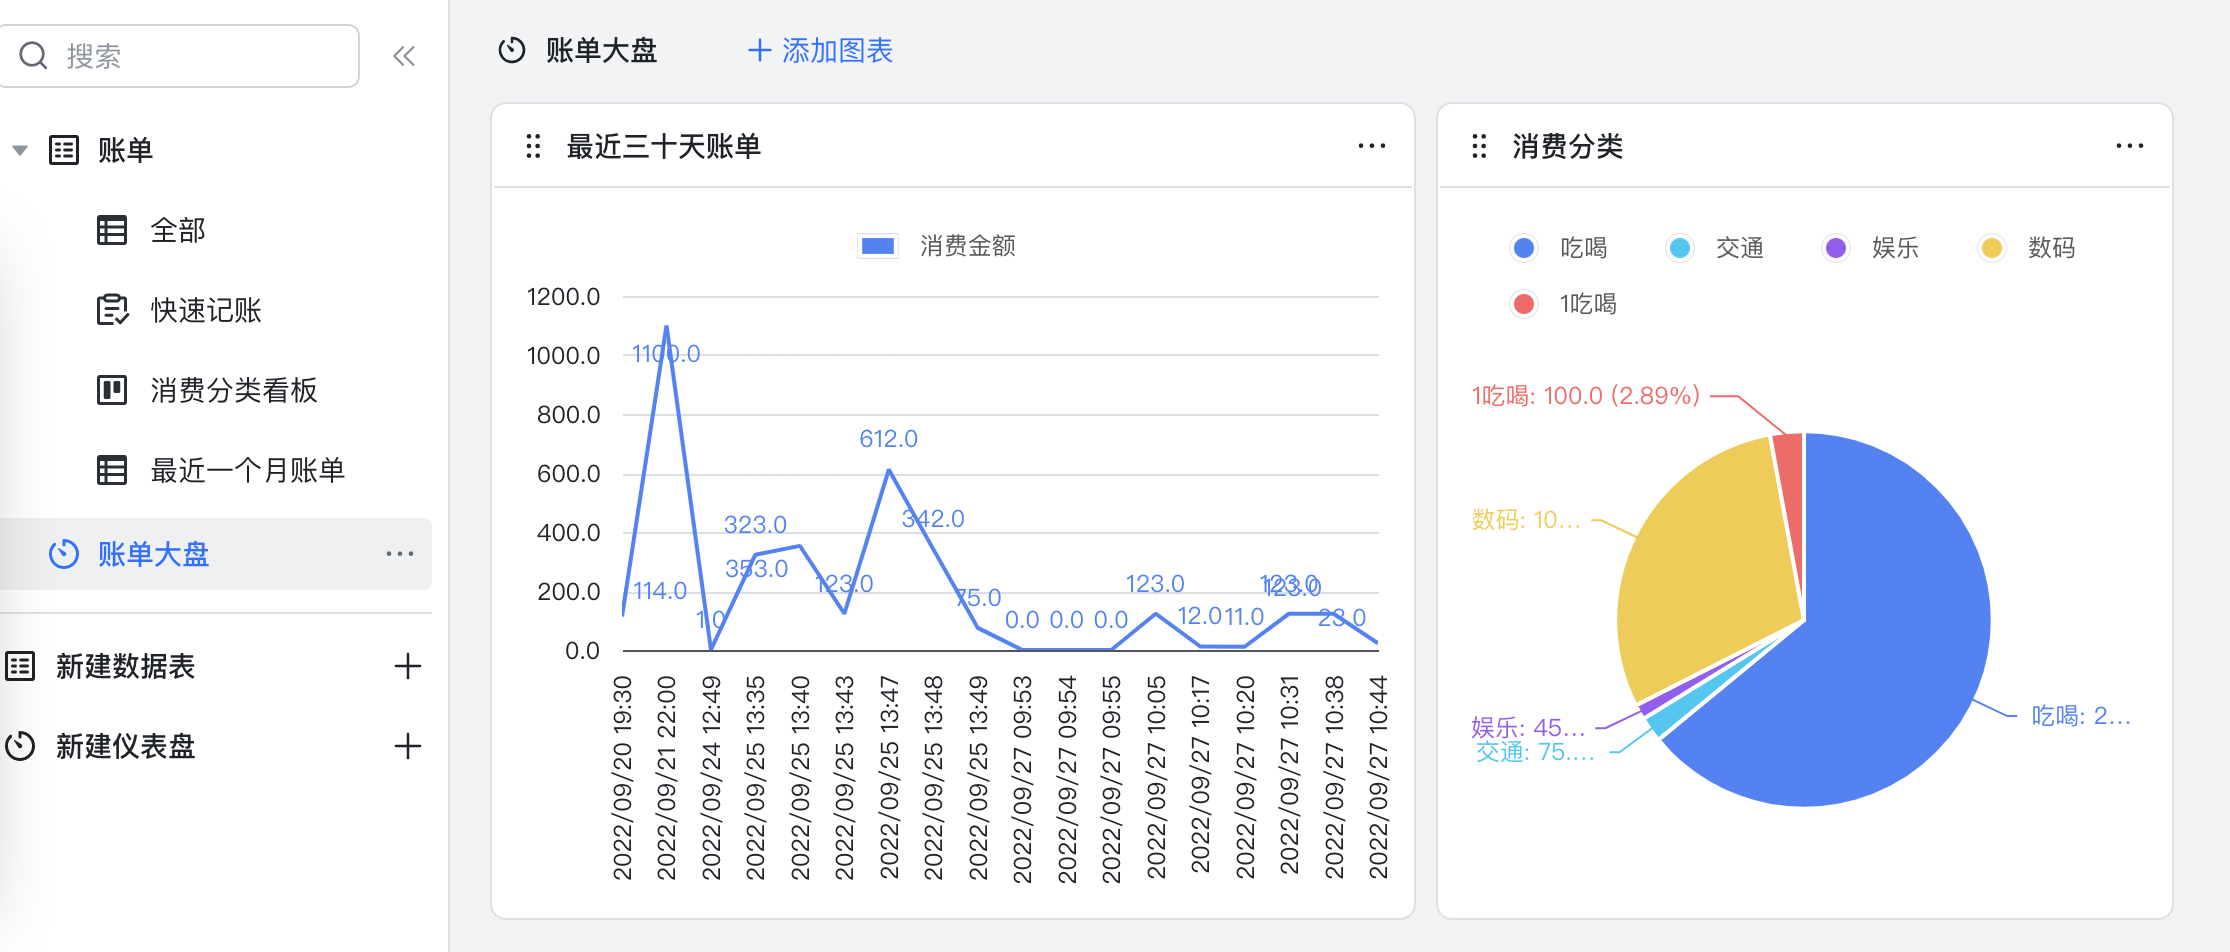 搜索
账单
全部
快速记账
消费分类看板
最近一个月账单
账单大盘
新建数据表
新建仪表盘
账单大盘
添加图表
最近三十天账单
消费金额
1200.0
1000.0
800.0
600.0
400.0
200.0
0.0
114.0
1100.0
1.0
323.0
353.0
123.0
612.0
342.0
75.0
0.0
0.0
0.0
123.0
12.0
11.0
123.0
123.0
23.0
2022/09/20 19:30
2022/09/21 22:00
2022/09/24 12:49
2022/09/25 13:35
2022/09/25 13:40
2022/09/25 13:43
2022/09/25 13:47
2022/09/25 13:48
2022/09/25 13:49
2022/09/27 09:53
2022/09/27 09:54
2022/09/27 09:55
2022/09/27 10:05
2022/09/27 10:17
2022/09/27 10:20
2022/09/27 10:31
2022/09/27 10:38
2022/09/27 10:44
消费分类
吃喝 交通 娱乐 数码
1吃喝
1吃喝: 100.0 (2.89%)
数码: 10...
吃喝: 2...
娱乐: 45...
交通: 75....